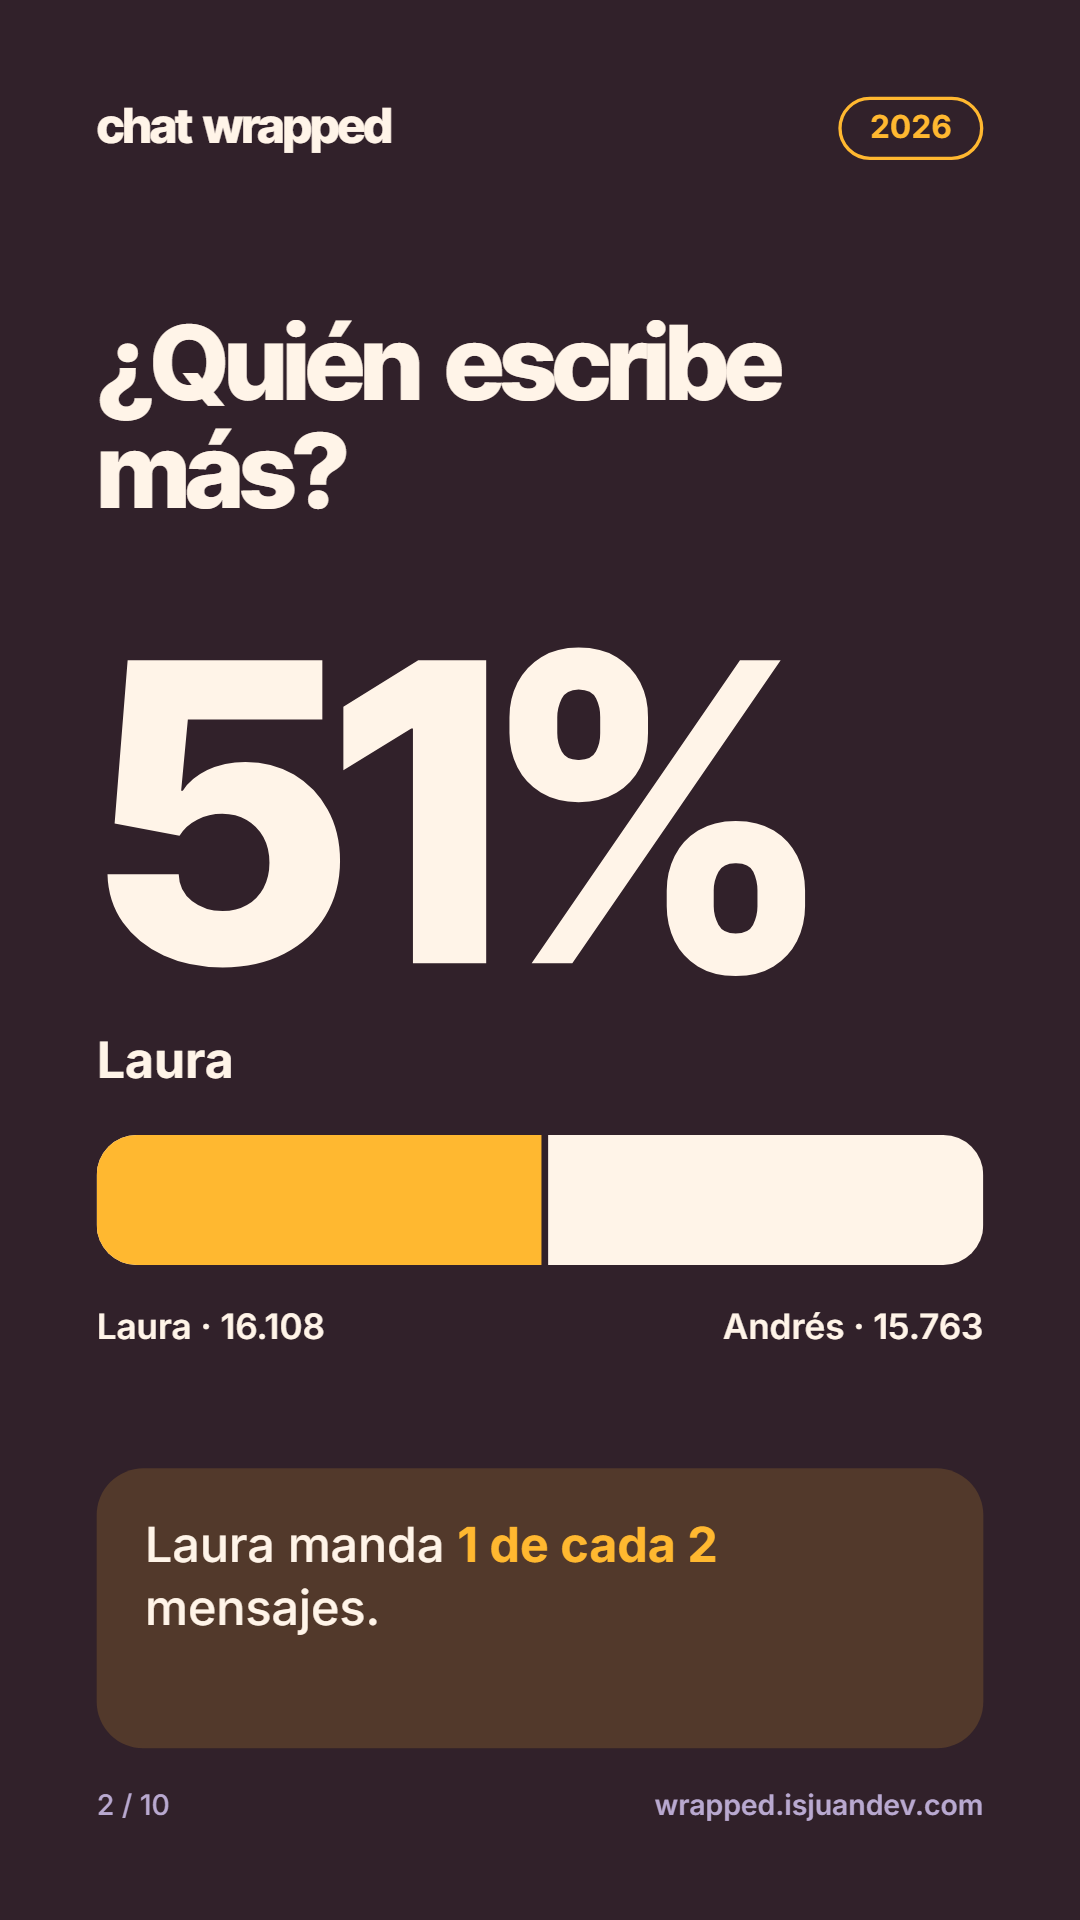 chat wrapped
2026
¿Quién escribe
más?
51%
Laura
Laura · 16.108
Andrés · 15.763
Laura manda 1 de cada 2
mensajes.
2 / 10
wrapped.isjuandev.com